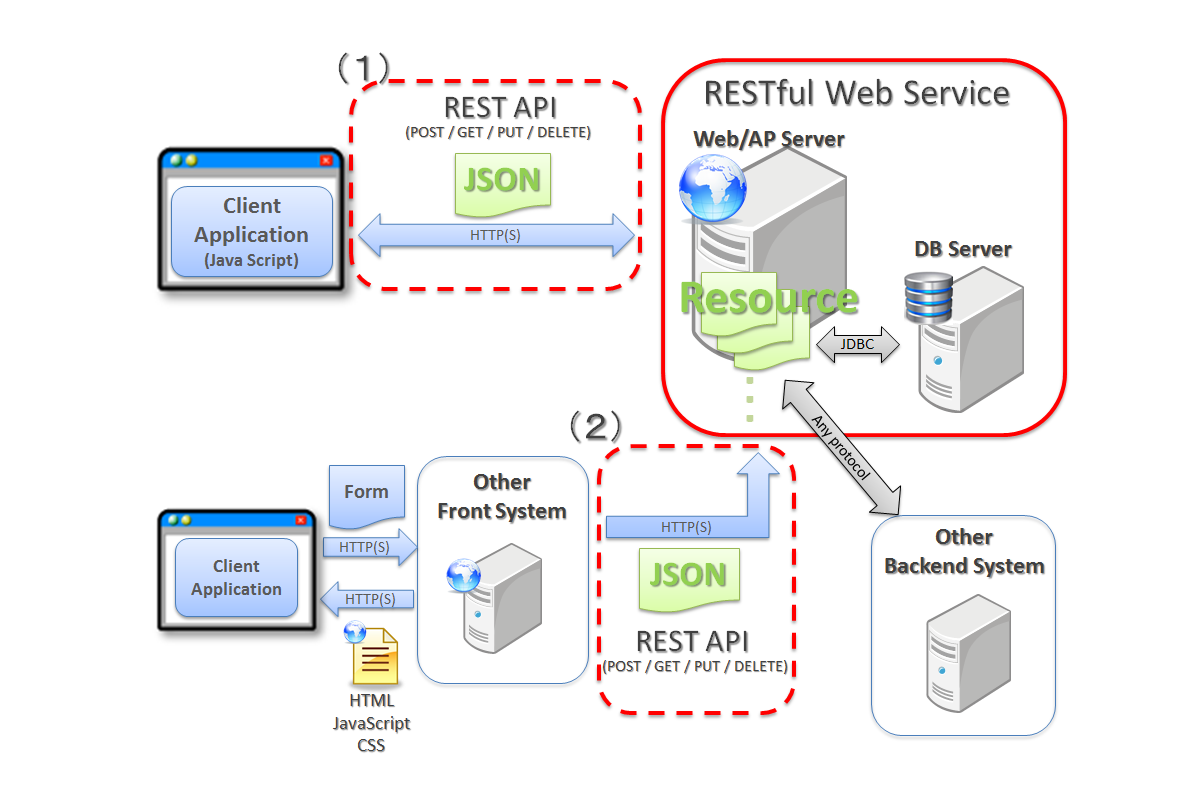 (1)
REST API
(POST / GET / PUT / DELETE)
JSON
HTTP(S)
Client
Application
(Java Script)
RESTful Web Service
Web/AP Server
Resource
DB Server
JDBC
Any protocol
(2)
HTTP(S)
JSON
REST API
(POST / GET / PUT / DELETE)
Other
Front System
Form
HTTP(S)
HTTP(S)
Client
Application
HTML
JavaScript
CSS
Other
Backend System